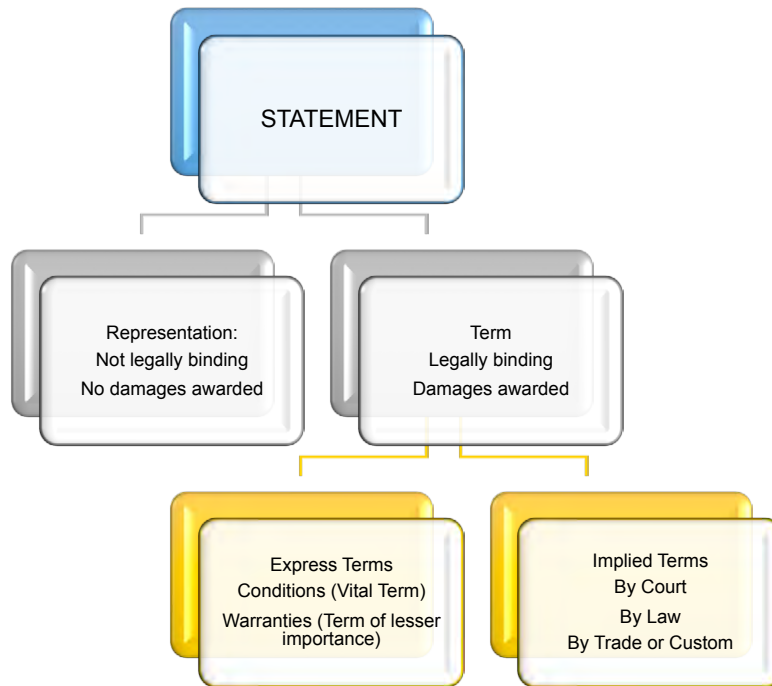 STATEMENT
Representation:
Not legally binding
No damages awarded
Term
Legally binding
Damages awarded
Express Terms
Conditions (Vital Term)
Warranties (Term of lesser
importance)
Implied Terms
By Court
By Law
By Trade or Custom